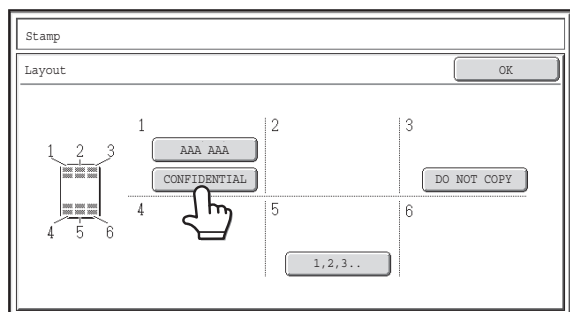 Stamp
Layout
OK
1 2 3
4 5 6
1
AAA AAA
CONFIDENTIAL
2
3
DO NOT COPY
4
5
1,2,3..
6